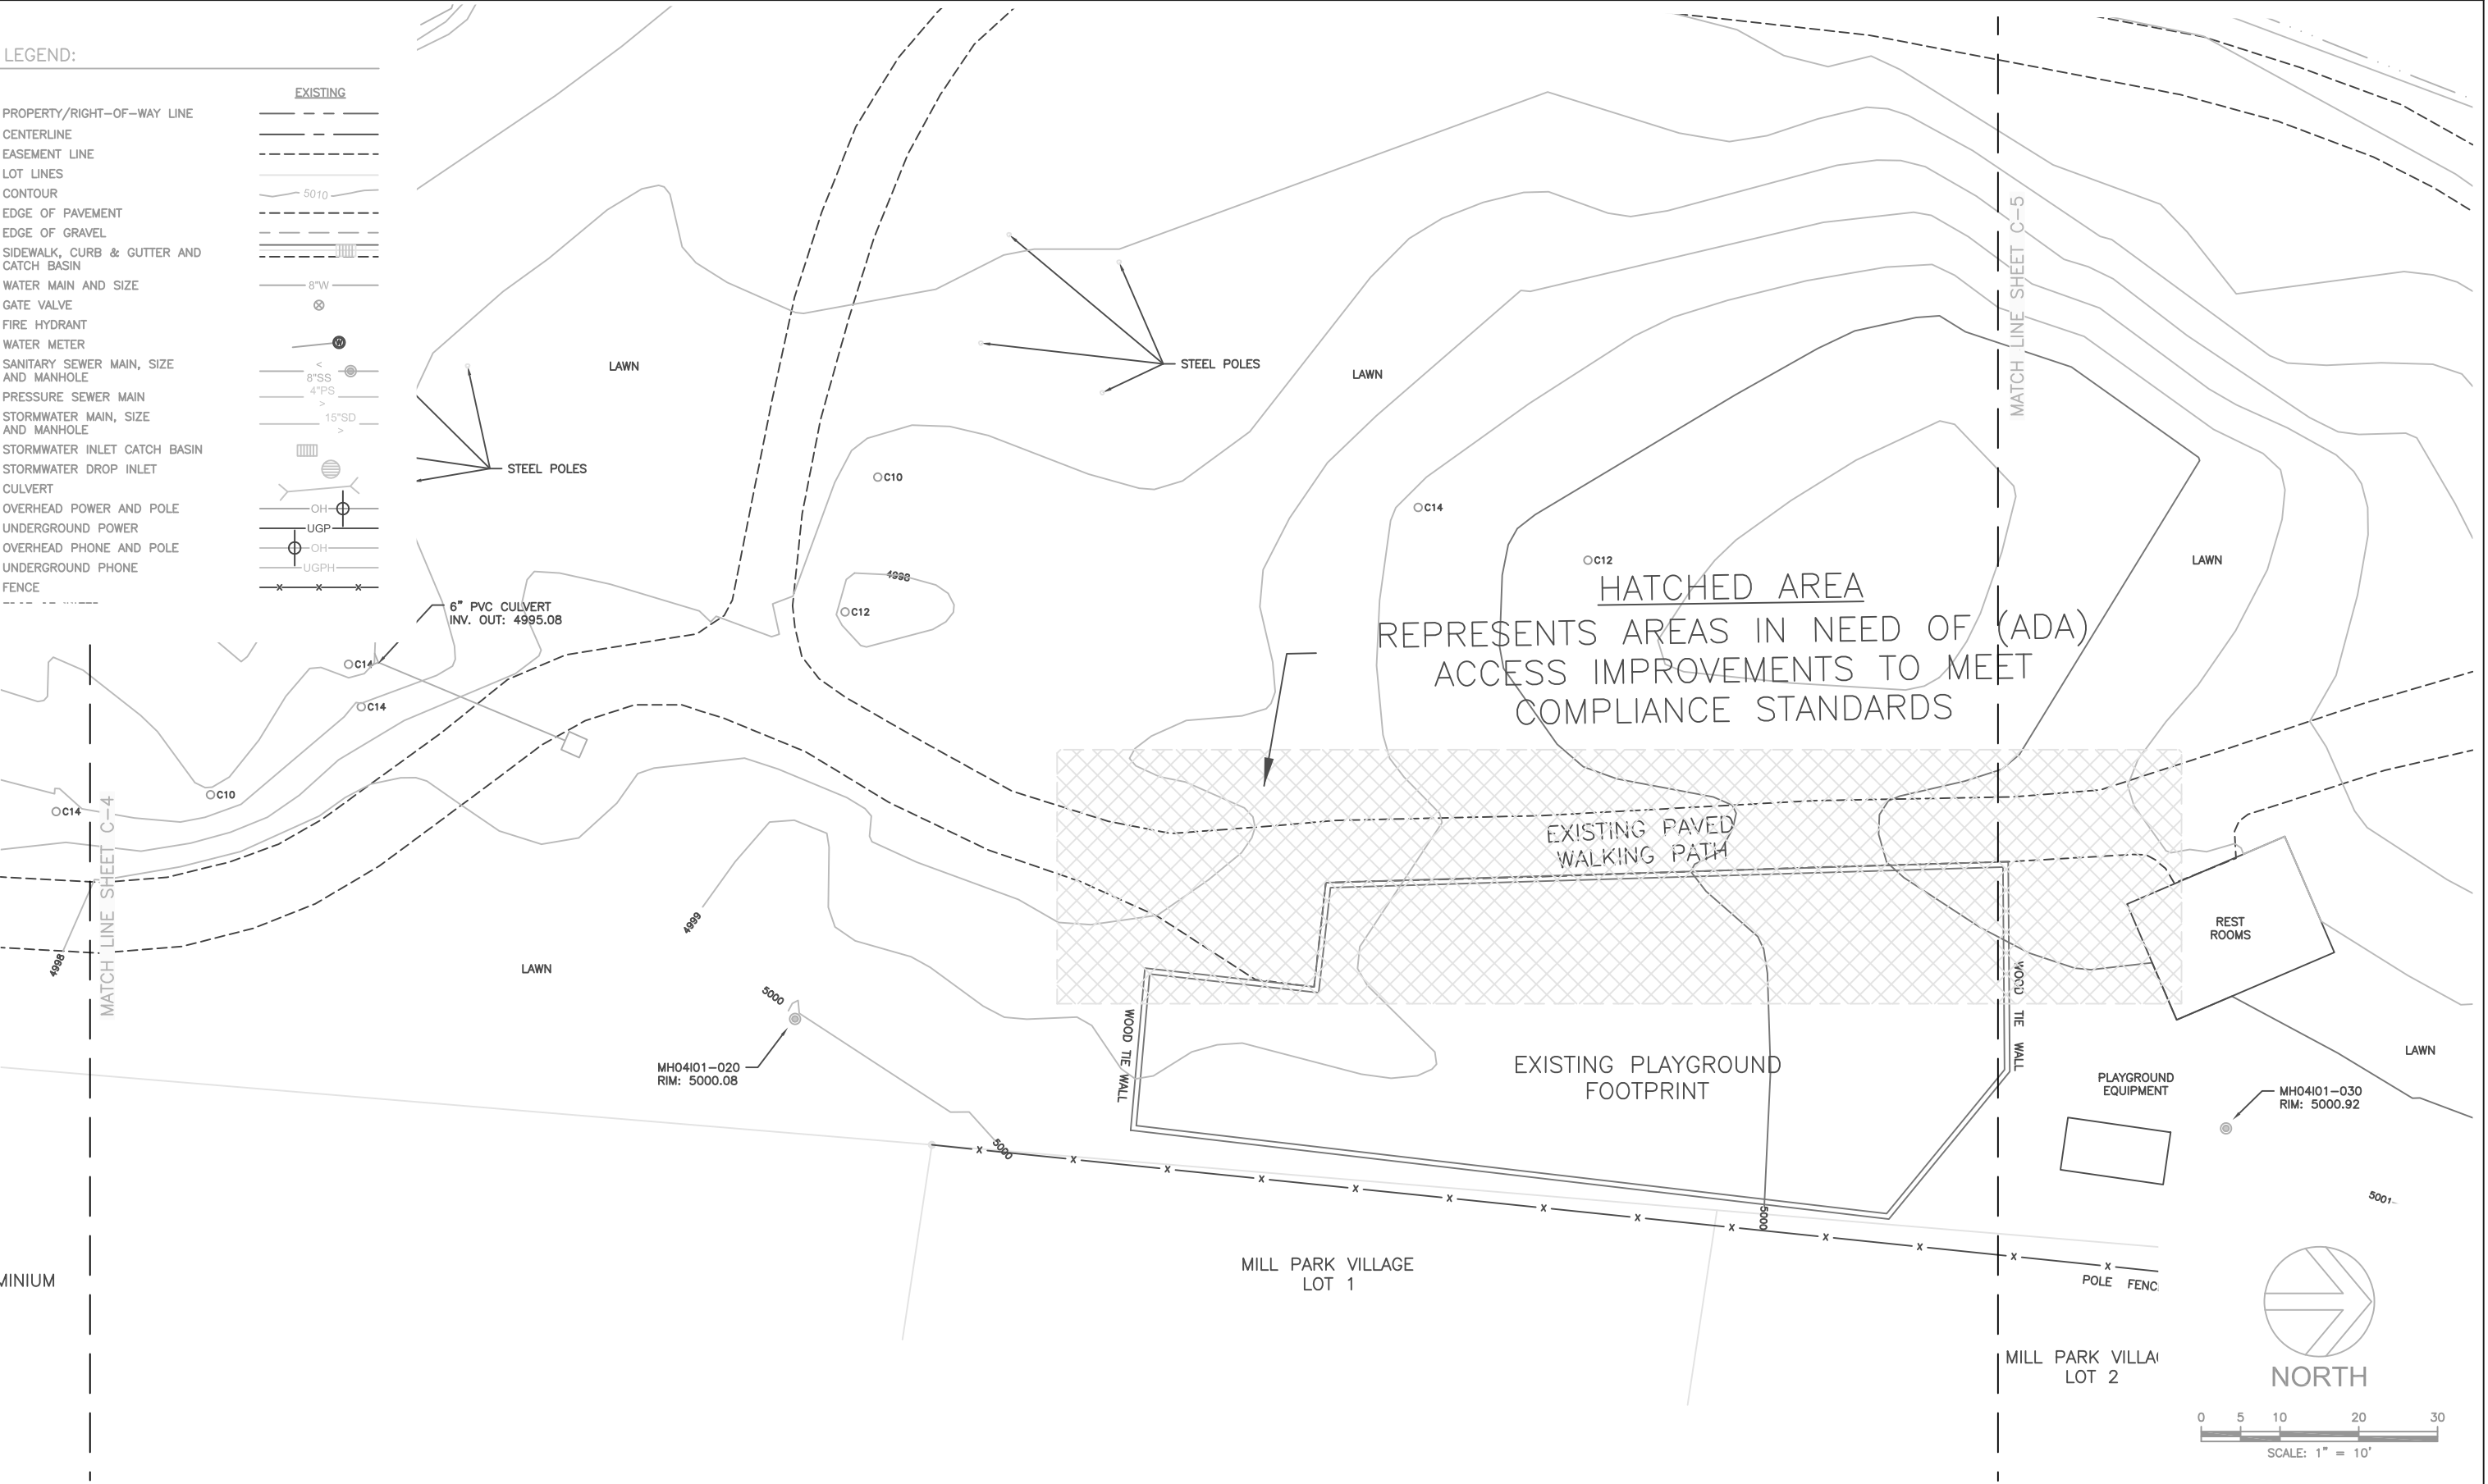 LEGEND:
EXISTING
PROPERTY/RIGHT-OF-WAY LINE
CENTERLINE
EASEMENT LINE
LOT LINES
CONTOUR
5010
EDGE OF PAVEMENT
EDGE OF GRAVEL
SIDEWALK, CURB & GUTTER AND
CATCH BASIN
WATER MAIN AND SIZE
8"W
GATE VALVE
FIRE HYDRANT
WATER METER
W
SANITARY SEWER MAIN, SIZE
AND MANHOLE
<
8"SS
PRESSURE SEWER MAIN
4"PS
>
STORMWATER MAIN, SIZE
AND MANHOLE
15"SD
>
STORMWATER INLET CATCH BASIN
STORMWATER DROP INLET
CULVERT
OVERHEAD POWER AND POLE
OH
UNDERGROUND POWER
UGP
OVERHEAD PHONE AND POLE
OH
UNDERGROUND PHONE
UGPH
FENCE
x x x
LAWN
STEEL POLES
STEEL POLES
LAWN
MATCH LINE SHEET C-5
C10
C14
C12
4998
C12
LAWN
HATCHED AREA
REPRESENTS AREAS IN NEED OF (ADA)
ACCESS IMPROVEMENTS TO MEET
COMPLIANCE STANDARDS
6" PVC CULVERT
INV. OUT: 4995.08
C14
C14
C10
C14
MATCH LINE SHEET C-4
4998
EXISTING PAVED
WALKING PATH
4999
LAWN
5000
MH04I01-020
RIM: 5000.08
5000
WOOD TIE WALL
EXISTING PLAYGROUND
FOOTPRINT
5000
WOOD TIE WALL
REST
ROOMS
LAWN
PLAYGROUND
EQUIPMENT
MH04I01-030
RIM: 5000.92
5001
x x x x x x x x x x x x x
POLE FENC
MINIUM
MILL PARK VILLAGE
LOT 1
MILL PARK VILLA
LOT 2
NORTH
0 5 10 20 30
SCALE: 1" = 10'